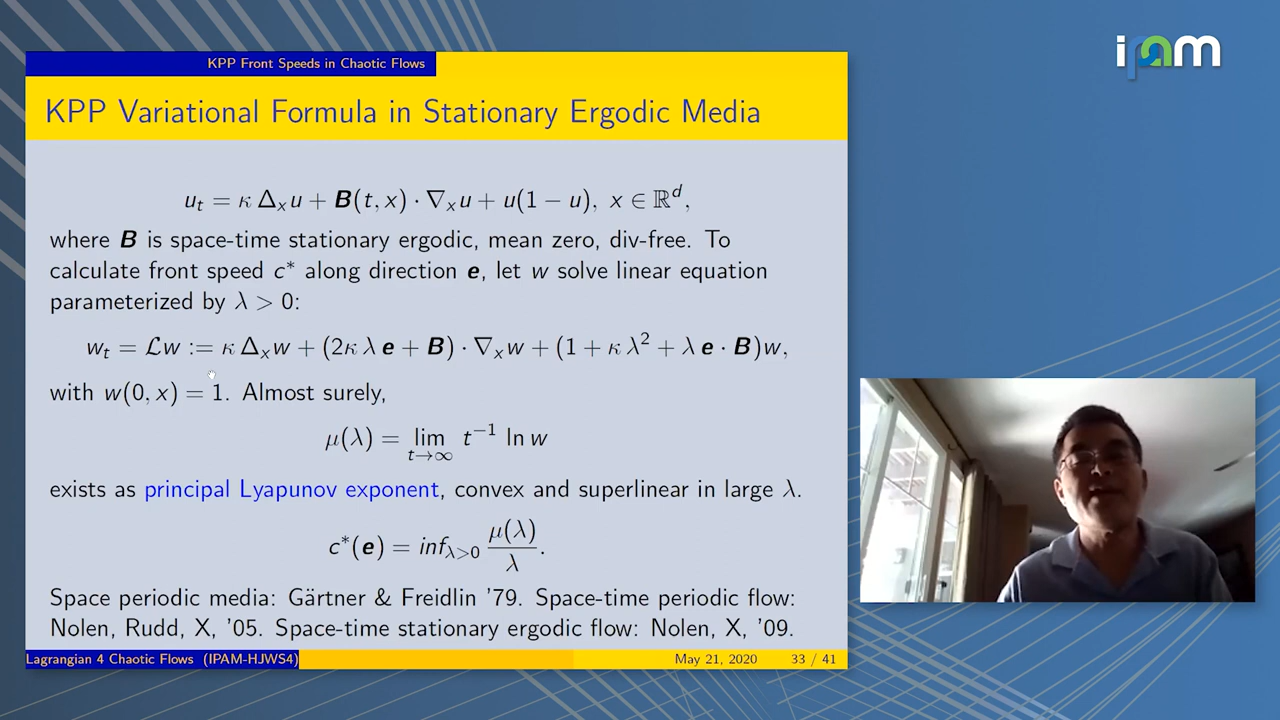 ipam
KPP Front Speeds in Chaotic Flows
KPP Variational Formula in Stationary Ergodic Media
u_t = κ Δ_x u + B(t, x) · ∇_x u + u(1 − u), x ∈ ℝ^d,
where B is space-time stationary ergodic, mean zero, div-free. To
calculate front speed c* along direction e, let w solve linear equation
parameterized by λ > 0:
w_t = ℒw := κ Δ_x w + (2κ λ e + B) · ∇_x w + (1 + κ λ² + λ e · B)w,
with w(0, x) = 1. Almost surely,
μ(λ) = lim_{t→∞} t^{−1} ln w
exists as principal Lyapunov exponent, convex and superlinear in large λ.
c*(e) = inf_{λ>0} μ(λ)/λ.
Space periodic media: Gärtner & Freidlin '79. Space-time periodic flow:
Nolen, Rudd, X, '05. Space-time stationary ergodic flow: Nolen, X, '09.
Lagrangian 4 Chaotic Flows (IPAM-HJWS4) May 21, 2020 33 / 41